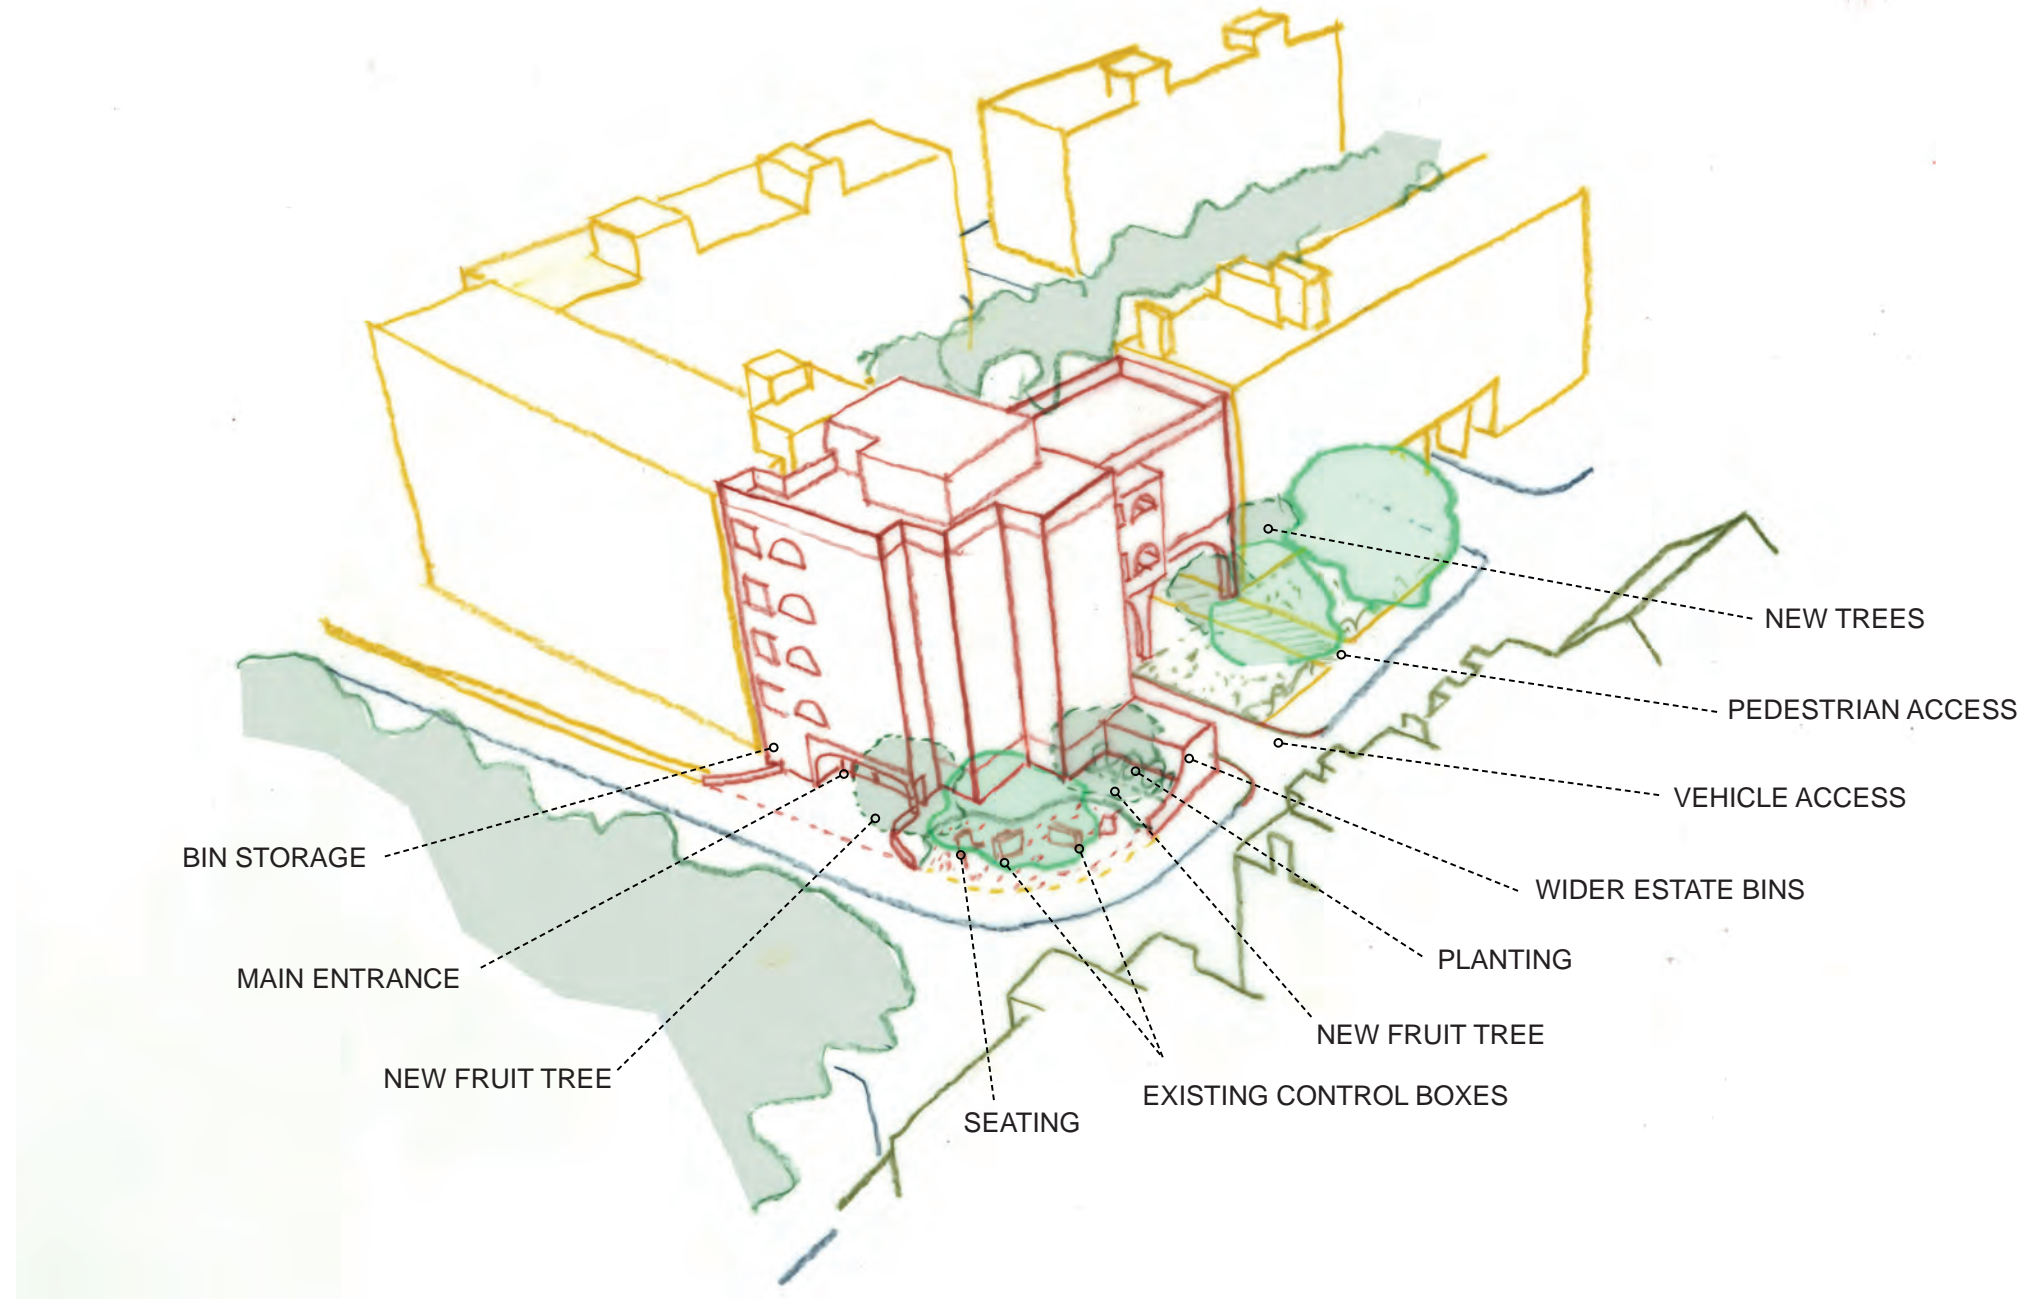 NEW TREES
PEDESTRIAN ACCESS
VEHICLE ACCESS
BIN STORAGE
WIDER ESTATE BINS
PLANTING
MAIN ENTRANCE
NEW FRUIT TREE
NEW FRUIT TREE
EXISTING CONTROL BOXES
SEATING